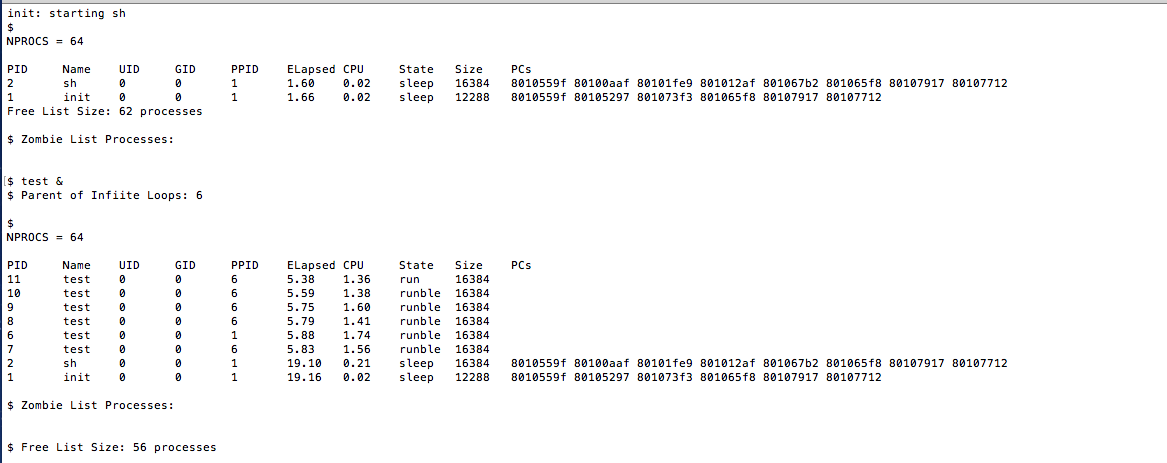 init: starting sh
$
NPROCS = 64
PID Name UID GID PPID ELapsed CPU State Size PCs
2 sh 0 0 1 1.60 0.02 sleep 16384 8010559f 80100aaf 80101fe9 801012af 801067b2 801065f8 80107917 80107712
1 init 0 0 1 1.66 0.02 sleep 12288 8010559f 80105297 801073f3 801065f8 80107917 80107712
Free List Size: 62 processes
$ Zombie List Processes:
[$ test &
$ Parent of Infiite Loops: 6
$
NPROCS = 64
PID Name UID GID PPID ELapsed CPU State Size PCs
11 test 0 0 6 5.38 1.36 run 16384
10 test 0 0 6 5.59 1.38 runble 16384
9 test 0 0 6 5.75 1.60 runble 16384
8 test 0 0 6 5.79 1.41 runble 16384
6 test 0 0 1 5.88 1.74 runble 16384
7 test 0 0 6 5.83 1.56 runble 16384
2 sh 0 0 1 19.10 0.21 sleep 16384 8010559f 80100aaf 80101fe9 801012af 801067b2 801065f8 80107917 80107712
1 init 0 0 1 19.16 0.02 sleep 12288 8010559f 80105297 801073f3 801065f8 80107917 80107712
$ Zombie List Processes:
$ Free List Size: 56 processes